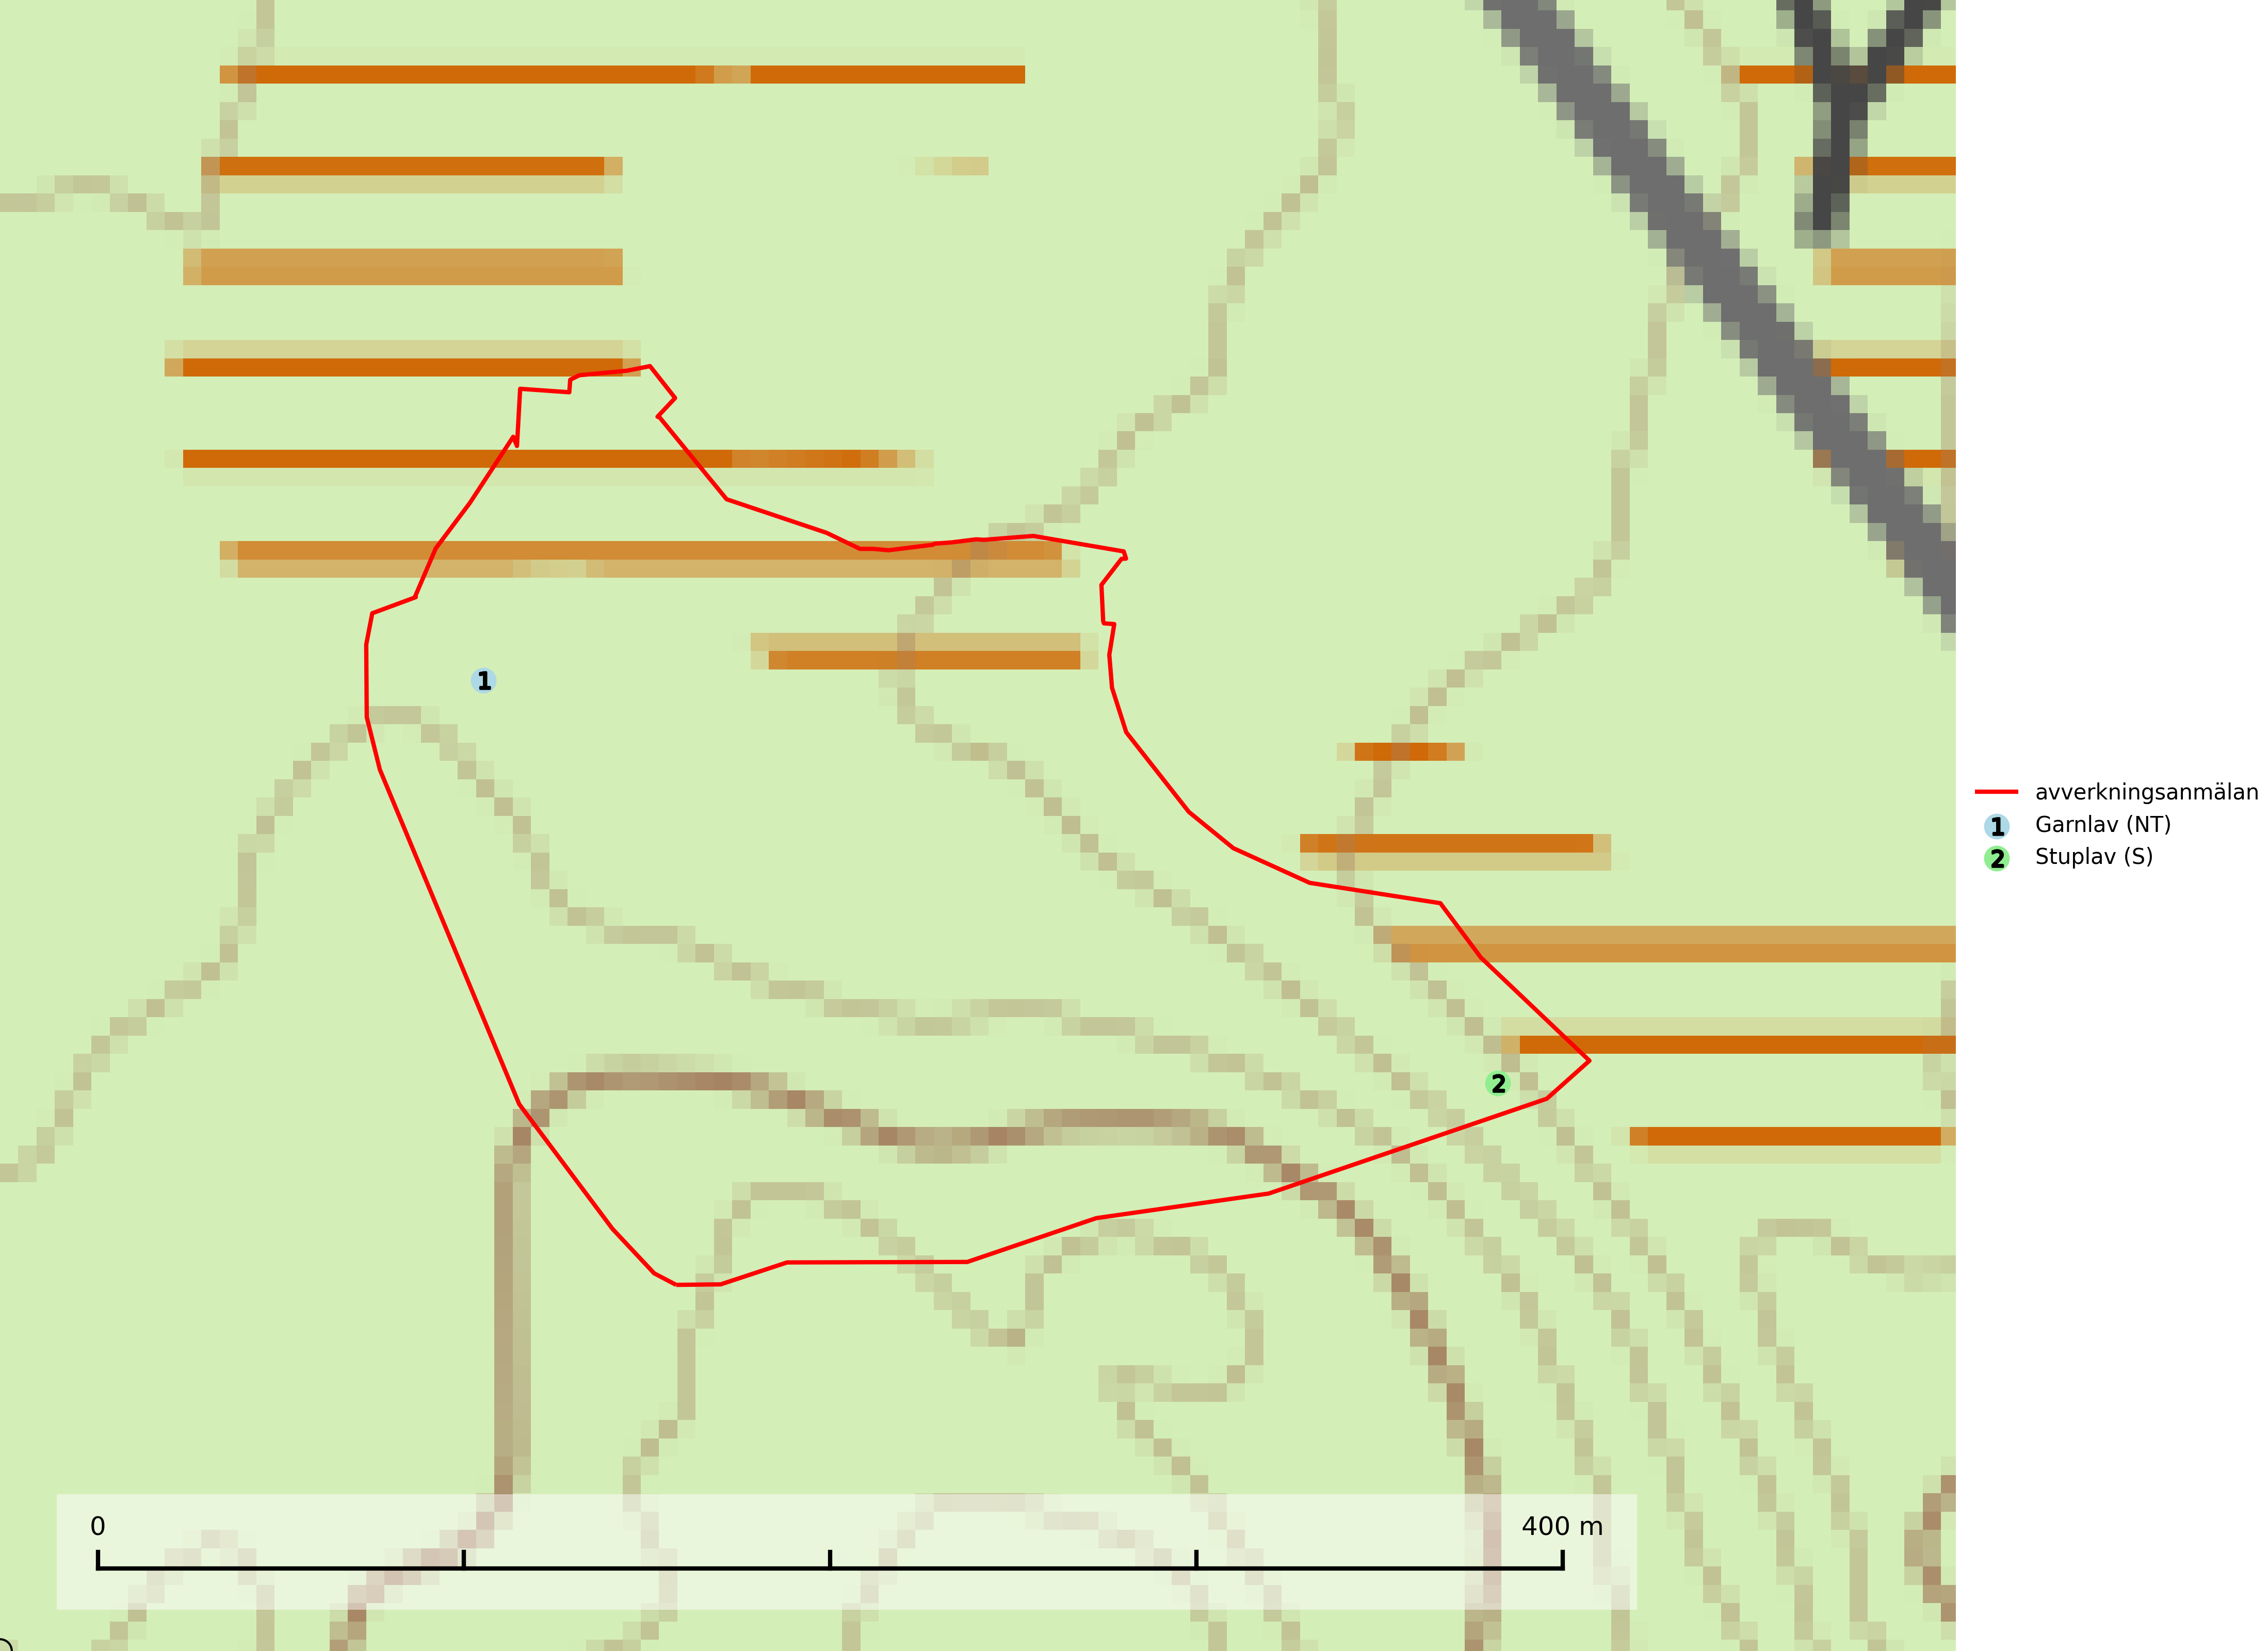 1
2
avverkningsanmälan
1 Garnlav (NT)
2 Stuplav (S)
0 400 m